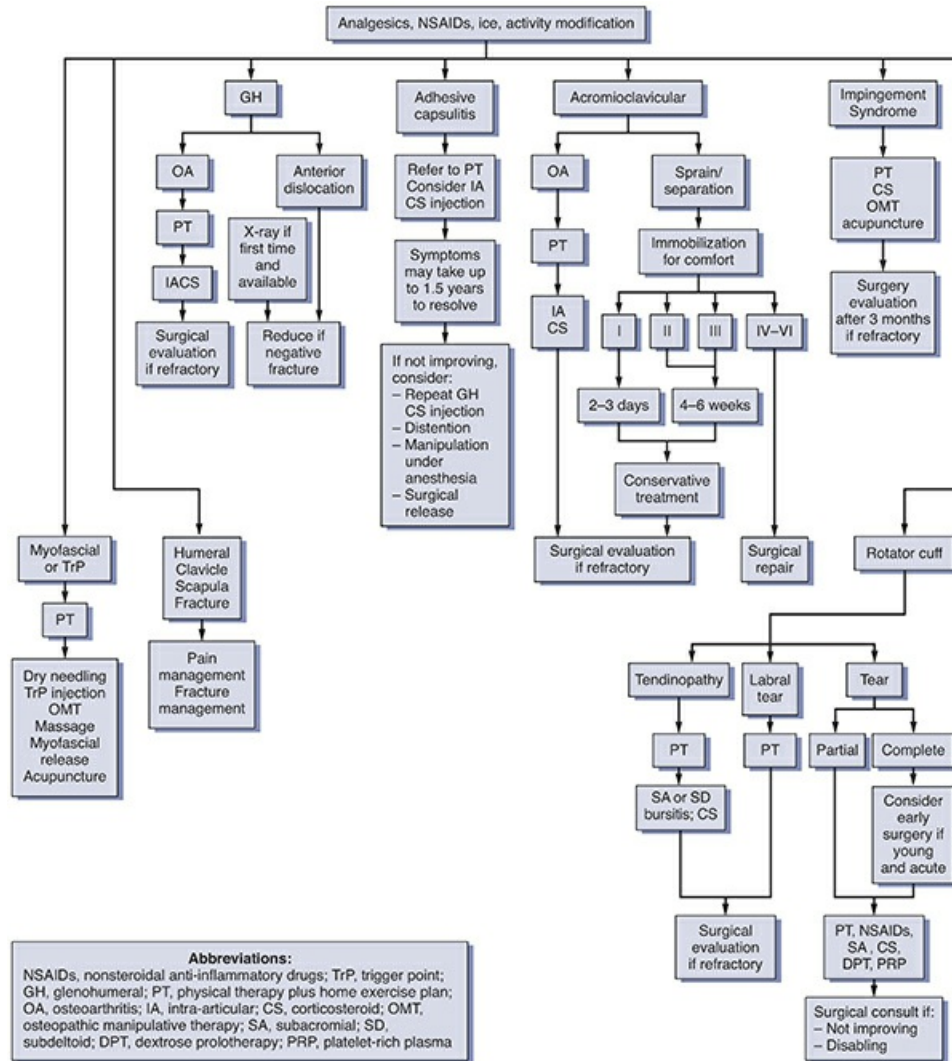 Analgesics, NSAIDs, ice, activity modification
GH
OA
PT
IACS
Surgical
evaluation
if refractory
Anterior
dislocation
X-ray if
first time
and
available
Reduce if
negative
fracture
Adhesive
capsulitis
Refer to PT
Consider IA
CS injection
Symptoms
may take up
to 1.5 years
to resolve
If not improving,
consider:
– Repeat GH
CS injection
– Distention
– Manipulation
under
anesthesia
– Surgical
release
Acromioclavicular
OA
PT
IA
CS
Sprain/
separation
Immobilization
for comfort
I
II
III
IV–VI
2–3 days
4–6 weeks
Conservative
treatment
Surgical evaluation
if refractory
Surgical
repair
Impingement
Syndrome
PT
CS
OMT
acupuncture
Surgery
evaluation
after 3 months
if refractory
Myofascial
or TrP
PT
Dry needling
TrP injection
OMT
Massage
Myofascial
release
Acupuncture
Humeral
Clavicle
Scapula
Fracture
Pain
management
Fracture
management
Rotator cuff
Tendinopathy
PT
SA or SD
bursitis; CS
Labral
tear
PT
Surgical
evaluation
if refractory
Tear
Partial
Complete
Consider
early
surgery if
young
and acute
PT, NSAIDs,
SA , CS,
DPT, PRP
Surgical consult if:
– Not improving
– Disabling
Abbreviations:
NSAIDs, nonsteroidal anti-inflammatory drugs; TrP, trigger point;
GH, glenohumeral; PT, physical therapy plus home exercise plan;
OA, osteoarthritis; IA, intra-articular; CS, corticosteroid; OMT,
osteopathic manipulative therapy; SA, subacromial; SD,
subdeltoid; DPT, dextrose prolotherapy; PRP, platelet-rich plasma